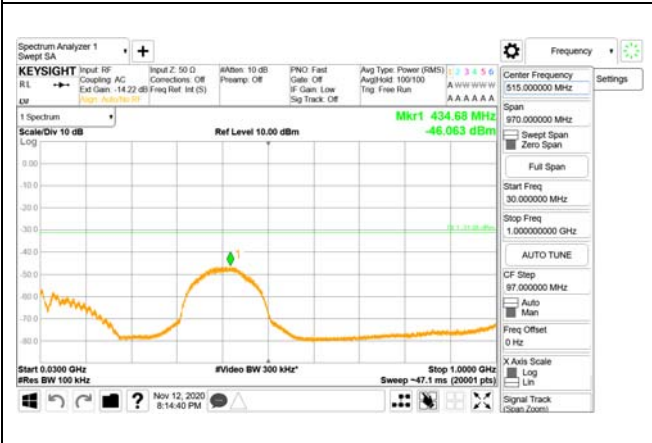 Spectrum Analyzer 1
Swept SA
Frequency
KEYSIGHT
RL
Input: RF
Coupling: AC
Ext Gain: -14.22 dB
Align: Auto/No RF
Input Z: 50 Ω
Corrections: Off
Freq Ref: Int (S)
#Atten: 10 dB
Preamp: Off
PNO: Fast
Gate: Off
IF Gain: Low
Sig Track: Off
Avg Type: Power (RMS)
Avg|Hold: 100/100
Trig: Free Run
1 2 3 4 5 6
A W W W W W
A A A A A A
Center Frequency
515.000000 MHz
Settings
1 Spectrum
Scale/Div 10 dB
Ref Level 10.00 dBm
Mkr1 434.68 MHz
-46.063 dBm
Log
0.00
-10.0
-20.0
-30.0
-40.0
-50.0
-60.0
-70.0
-80.0
1
Span
970.000000 MHz
Swept Span
Zero Span
Full Span
Start Freq
30.000000 MHz
Stop Freq
1.000000000 GHz
AUTO TUNE
CF Step
97.000000 MHz
Auto
Man
Freq Offset
0 Hz
X Axis Scale
Log
Lin
Signal Track
(Span Zoom)
Start 0.0300 GHz
#Res BW 100 kHz
#Video BW 300 kHz*
Stop 1.0000 GHz
Sweep ~47.1 ms (20001 pts)
Nov 12, 2020
8:14:40 PM